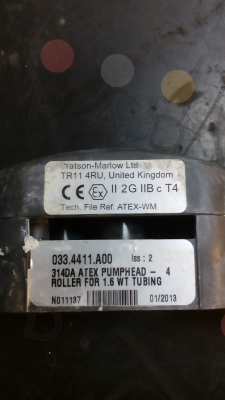 Watson-Marlow Ltd
TR11 4RU, United Kingdom
CE Ex II 2G IIB c T4
Tech. File Ref. ATEX-WM
033.4411.A00 Iss: 2
314DA ATEX PUMPHEAD - 4
ROLLER FOR 1.6 WT TUBING
N011137 01/2013